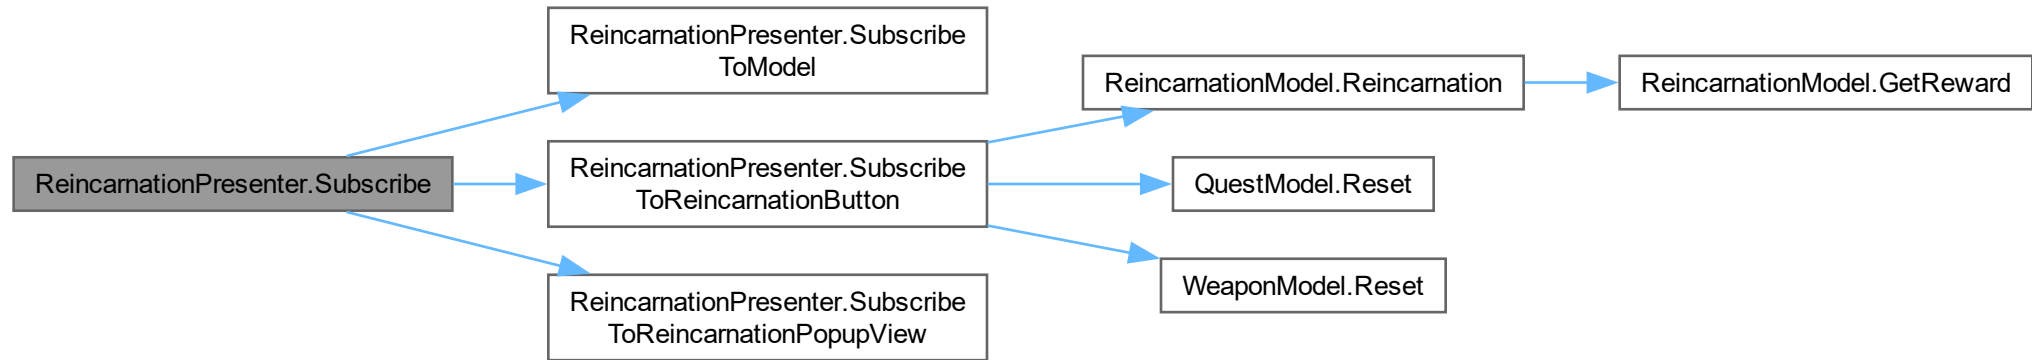 ReincarnationPresenter.Subscribe
ReincarnationPresenter.Subscribe
ToModel
ReincarnationPresenter.Subscribe
ToReincarnationButton
ReincarnationPresenter.Subscribe
ToReincarnationPopupView
ReincarnationModel.Reincarnation
QuestModel.Reset
WeaponModel.Reset
ReincarnationModel.GetReward